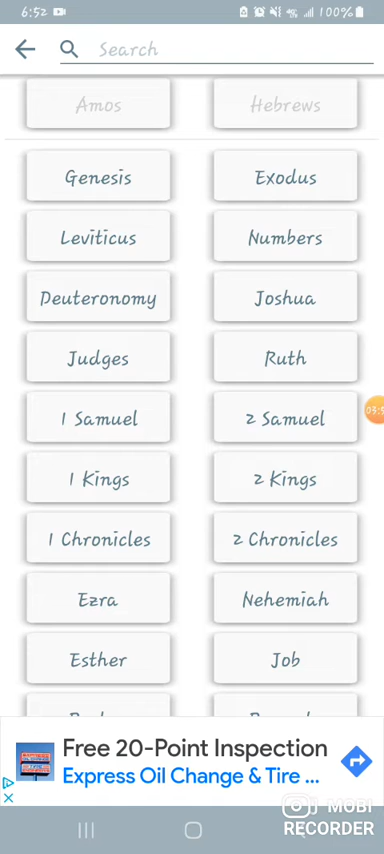 6:52 100%
Search
Amos Hebrews
Genesis Exodus
Leviticus Numbers
Deuteronomy Joshua
Judges Ruth
1 Samuel 2 Samuel
1 Kings 2 Kings
1 Chronicles 2 Chronicles
Ezra Nehemiah
Esther Job
Free 20-Point Inspection
Express Oil Change & Tire ...
MOBI
RECORDER